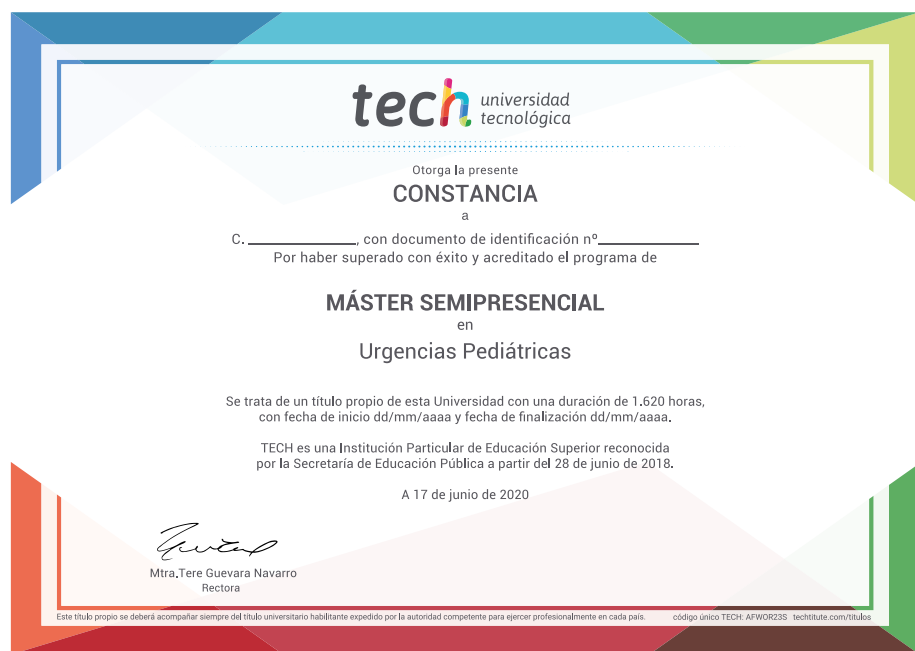 tech universidad
tecnológica
Otorga la presente
CONSTANCIA
a
C. ____________, con documento de identificación nº____________
Por haber superado con éxito y acreditado el programa de
MÁSTER SEMIPRESENCIAL
en
Urgencias Pediátricas
Se trata de un título propio de esta Universidad con una duración de 1.620 horas,
con fecha de inicio dd/mm/aaaa y fecha de finalización dd/mm/aaaa.
TECH es una Institución Particular de Educación Superior reconocida
por la Secretaría de Educación Pública a partir del 28 de junio de 2018.
A 17 de junio de 2020
Mtra.Tere Guevara Navarro
Rectora
Este título propio se deberá acompañar siempre del título universitario habilitante expedido por la autoridad competente para ejercer profesionalmente en cada país. código único TECH: AFWOR23S techtitute.com/titulos